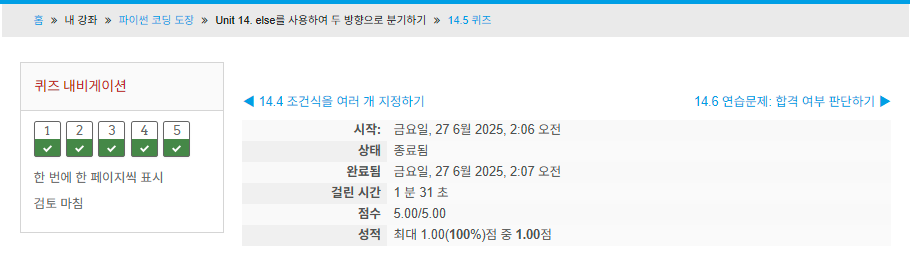 홈 » 내 강좌 » 파이썬 코딩 도장 » Unit 14. else를 사용하여 두 방향으로 분기하기 » 14.5 퀴즈
퀴즈 내비게이션
1 2 3 4 5
한 번에 한 페이지씩 표시
검토 마침
◀ 14.4 조건식을 여러 개 지정하기
14.6 연습문제: 합격 여부 판단하기 ▶
시작: 금요일, 27 6월 2025, 2:06 오전
상태 종료됨
완료됨 금요일, 27 6월 2025, 2:07 오전
걸린 시간 1 분 31 초
점수 5.00/5.00
성적 최대 1.00(100%)점 중 1.00점